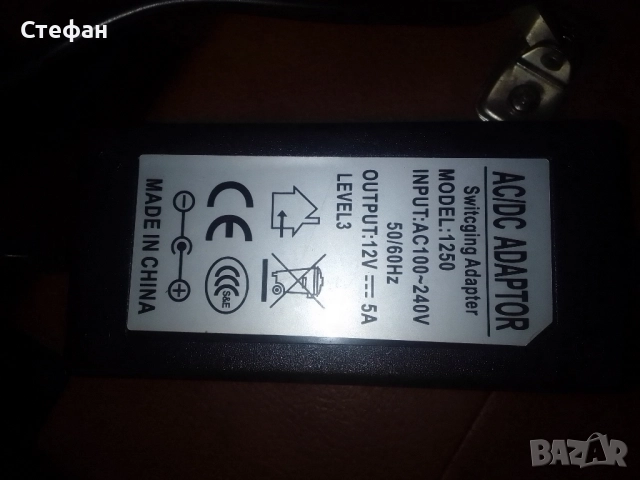 Стефан
AC/DC ADAPTOR
Switcging Adapter
MODEL:1250
INPUT:AC100~240V
50/60Hz
OUTPUT:12V⎓5A
LEVEL3
CE
CCC
S&E
MADE IN CHINA
BAZAR